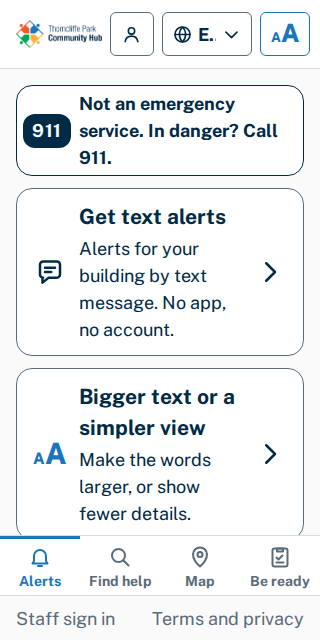 Thorncliffe Park
Community Hub
E..
AA
911
Not an emergency
service. In danger? Call
911.
Get text alerts
Alerts for your
building by text
message. No app,
no account.
Bigger text or a
simpler view
AA
Make the words
larger, or show
fewer details.
Alerts
Find help
Map
Be ready
Staff sign in
Terms and privacy